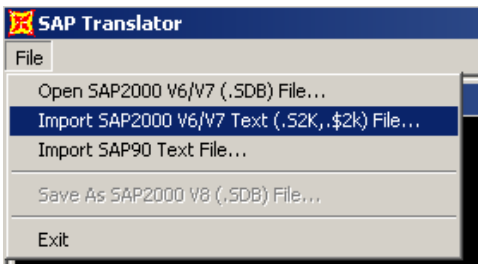 SAP Translator
File
Open SAP2000 V6/V7 (.SDB) File...
Import SAP2000 V6/V7 Text (.S2K,.$2k) File...
Import SAP90 Text File...
Save As SAP2000 V8 (.SDB) File...
Exit